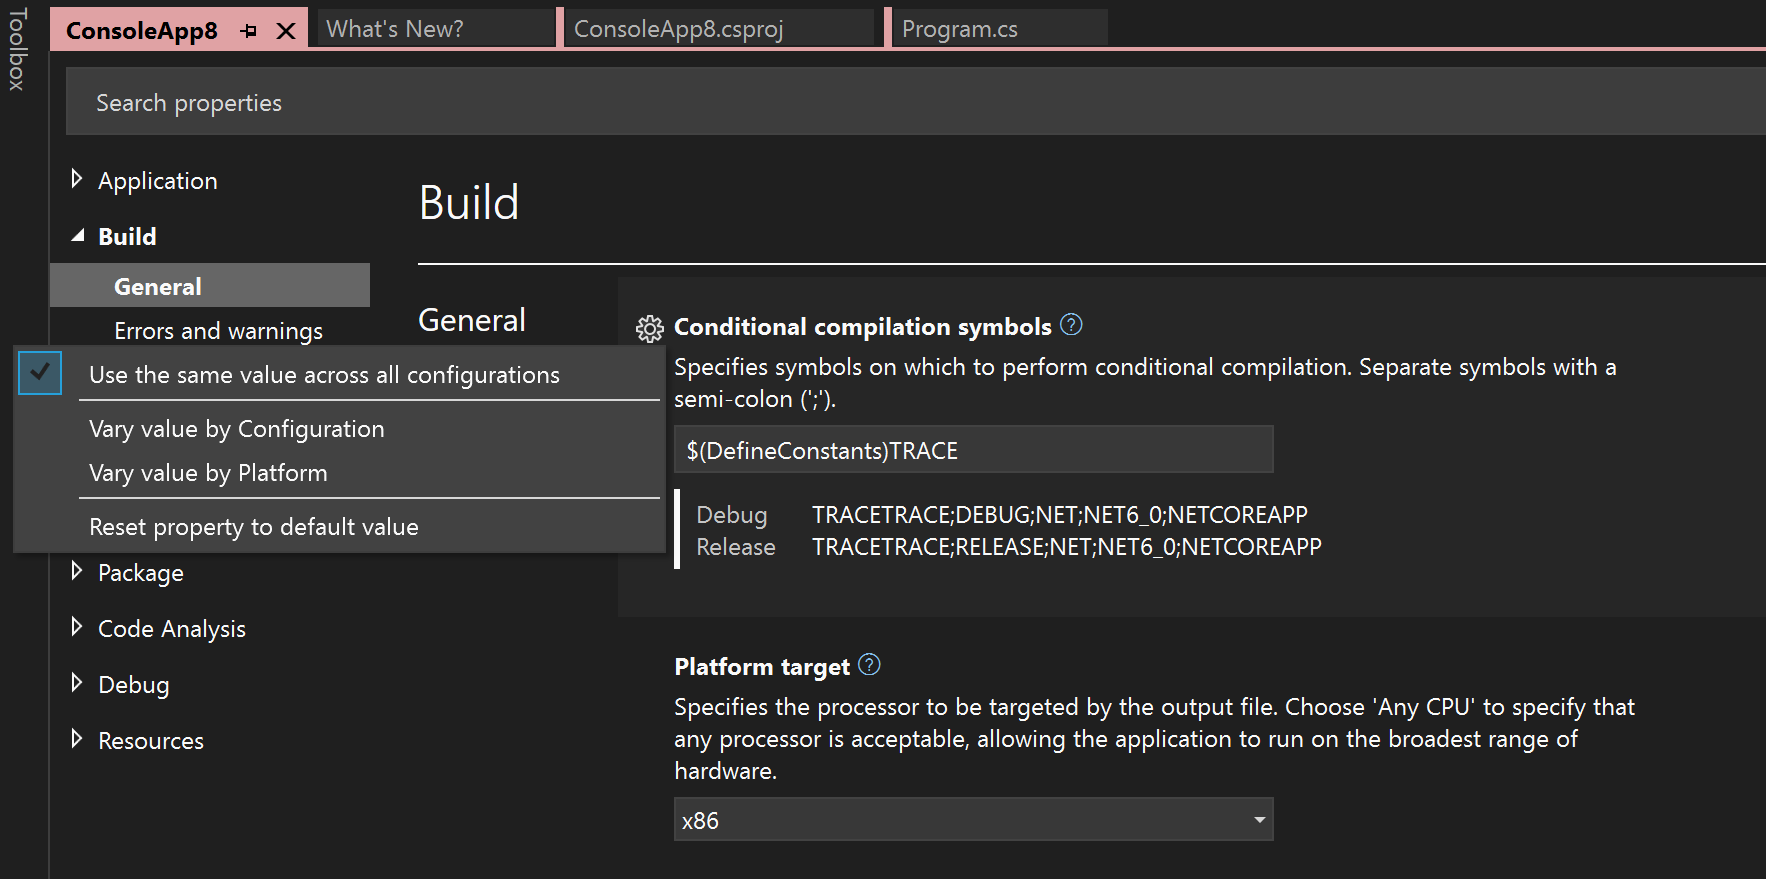 Toolbox
ConsoleApp8
What's New?
ConsoleApp8.csproj
Program.cs
Search properties
Application
Build
General
Errors and warnings
Use the same value across all configurations
Vary value by Configuration
Vary value by Platform
Reset property to default value
Package
Code Analysis
Debug
Resources
Build
General
Conditional compilation symbols ?
Specifies symbols on which to perform conditional compilation. Separate symbols with a
semi-colon (';').
$(DefineConstants)TRACE
Debug TRACETRACE;DEBUG;NET;NET6_0;NETCOREAPP
Release TRACETRACE;RELEASE;NET;NET6_0;NETCOREAPP
Platform target ?
Specifies the processor to be targeted by the output file. Choose 'Any CPU' to specify that
any processor is acceptable, allowing the application to run on the broadest range of
hardware.
x86